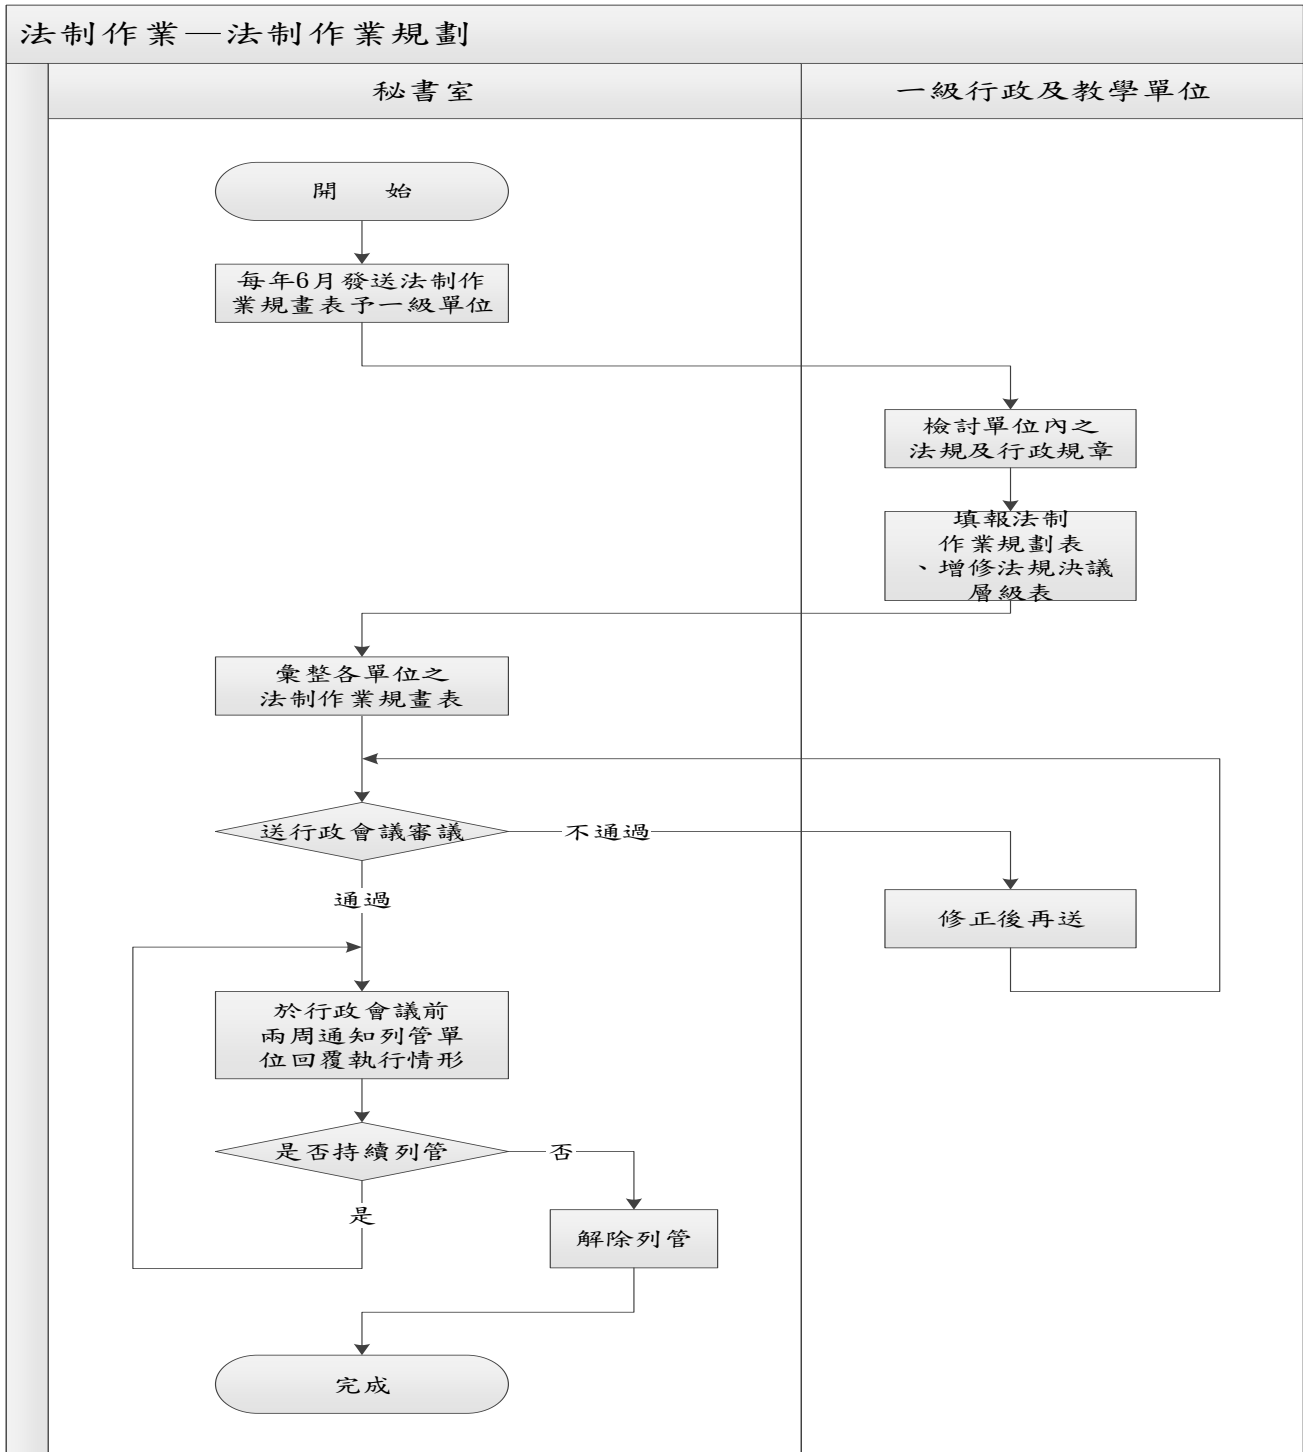 法制作業—法制作業規劃
秘書室
一級行政及教學單位
開 始
每年6月發送法制作
業規畫表予一級單位
檢討單位內之
法規及行政規章
填報法制
作業規劃表
、增修法規決議
層級表
彙整各單位之
法制作業規畫表
送行政會議審議
不通過
通過
修正後再送
於行政會議前
兩周通知列管單
位回覆執行情形
是否持續列管
否
是
解除列管
完成